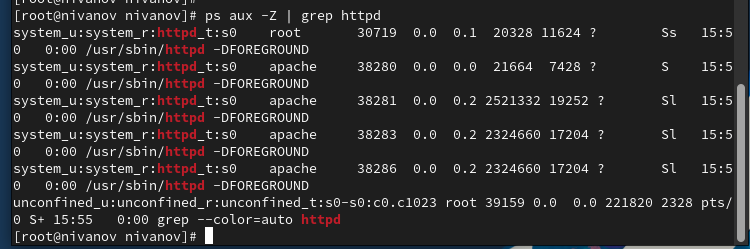 [root@nivanov nivanov]#
[root@nivanov nivanov]# ps aux -Z | grep httpd
system_u:system_r:httpd_t:s0    root      30719  0.0  0.1  20328 11624 ?        Ss   15:5
0   0:00 /usr/sbin/httpd -DFOREGROUND
system_u:system_r:httpd_t:s0    apache    38280  0.0  0.0  21664  7428 ?        S    15:5
0   0:00 /usr/sbin/httpd -DFOREGROUND
system_u:system_r:httpd_t:s0    apache    38281  0.0  0.2 2521332 19252 ?       Sl   15:5
0   0:00 /usr/sbin/httpd -DFOREGROUND
system_u:system_r:httpd_t:s0    apache    38283  0.0  0.2 2324660 17204 ?       Sl   15:5
0   0:00 /usr/sbin/httpd -DFOREGROUND
system_u:system_r:httpd_t:s0    apache    38286  0.0  0.2 2324660 17204 ?       Sl   15:5
0   0:00 /usr/sbin/httpd -DFOREGROUND
unconfined_u:unconfined_r:unconfined_t:s0-s0:c0.c1023 root 39159 0.0  0.0 221820 2328 pts/
0 S+ 15:55   0:00 grep --color=auto httpd
[root@nivanov nivanov]#